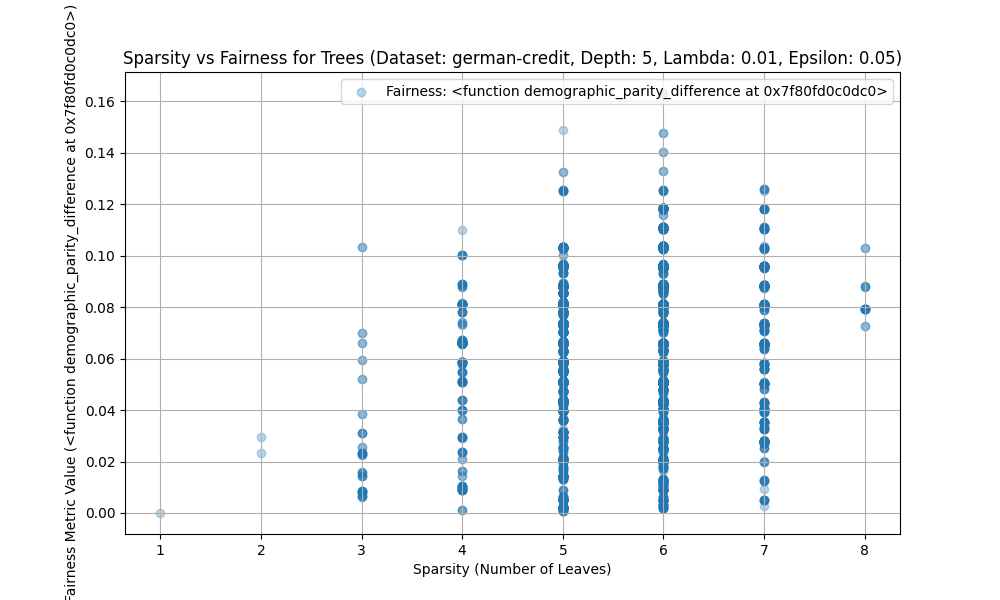 Sparsity vs Fairness for Trees (Dataset: german-credit, Depth: 5, Lambda: 0.01, Epsilon: 0.05)
Fairness: <function demographic_parity_difference at 0x7f80fd0c0dc0>
Fairness Metric Value (<function demographic_parity_difference at 0x7f80fd0c0dc0>)
0.16
0.14
0.12
0.10
0.08
0.06
0.04
0.02
0.00
1 2 3 4 5 6 7 8
Sparsity (Number of Leaves)